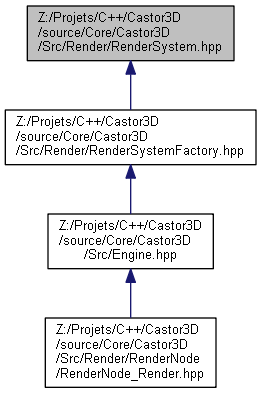 Z:/Projets/C++/Castor3D
/source/Core/Castor3D
/Src/Render/RenderSystem.hpp
Z:/Projets/C++/Castor3D
/source/Core/Castor3D
/Src/Render/RenderSystemFactory.hpp
Z:/Projets/C++/Castor3D
/source/Core/Castor3D
/Src/Engine.hpp
Z:/Projets/C++/Castor3D
/source/Core/Castor3D
/Src/Render/RenderNode
/RenderNode_Render.hpp